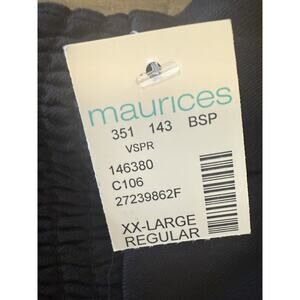 maurices
351 143 BSP
VSPR
146380
C106
27239862F
XX-LARGE
REGULAR